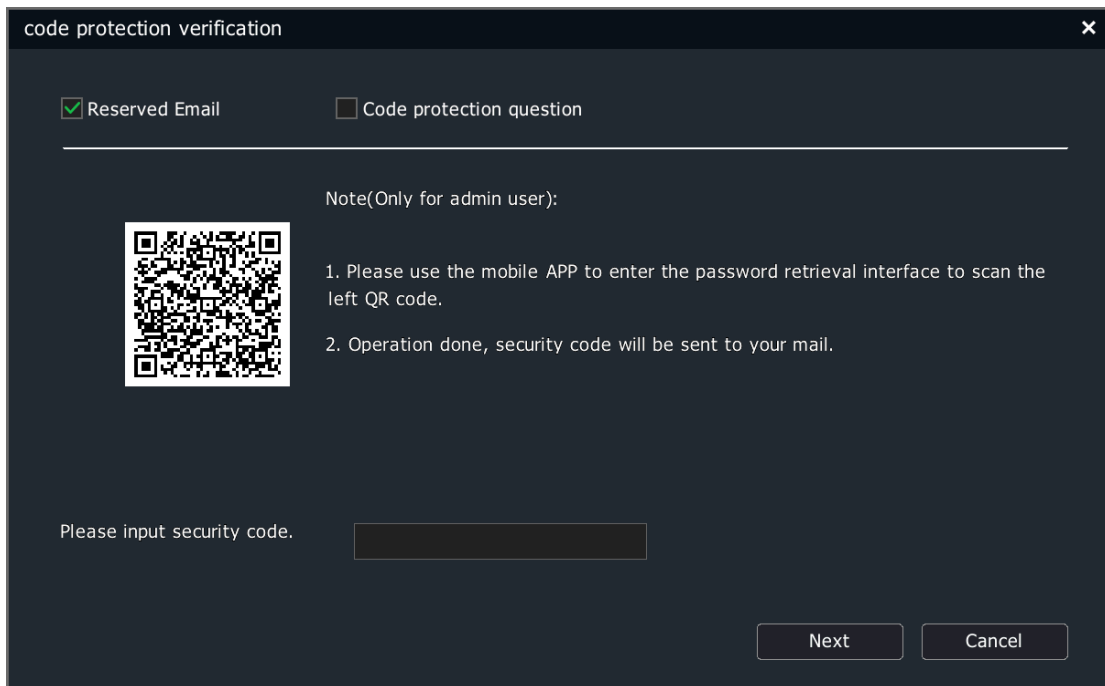 code protection verification
Reserved Email
Code protection question
Note(Only for admin user):
1. Please use the mobile APP to enter the password retrieval interface to scan the
left QR code.
2. Operation done, security code will be sent to your mail.
Please input security code.
Next
Cancel